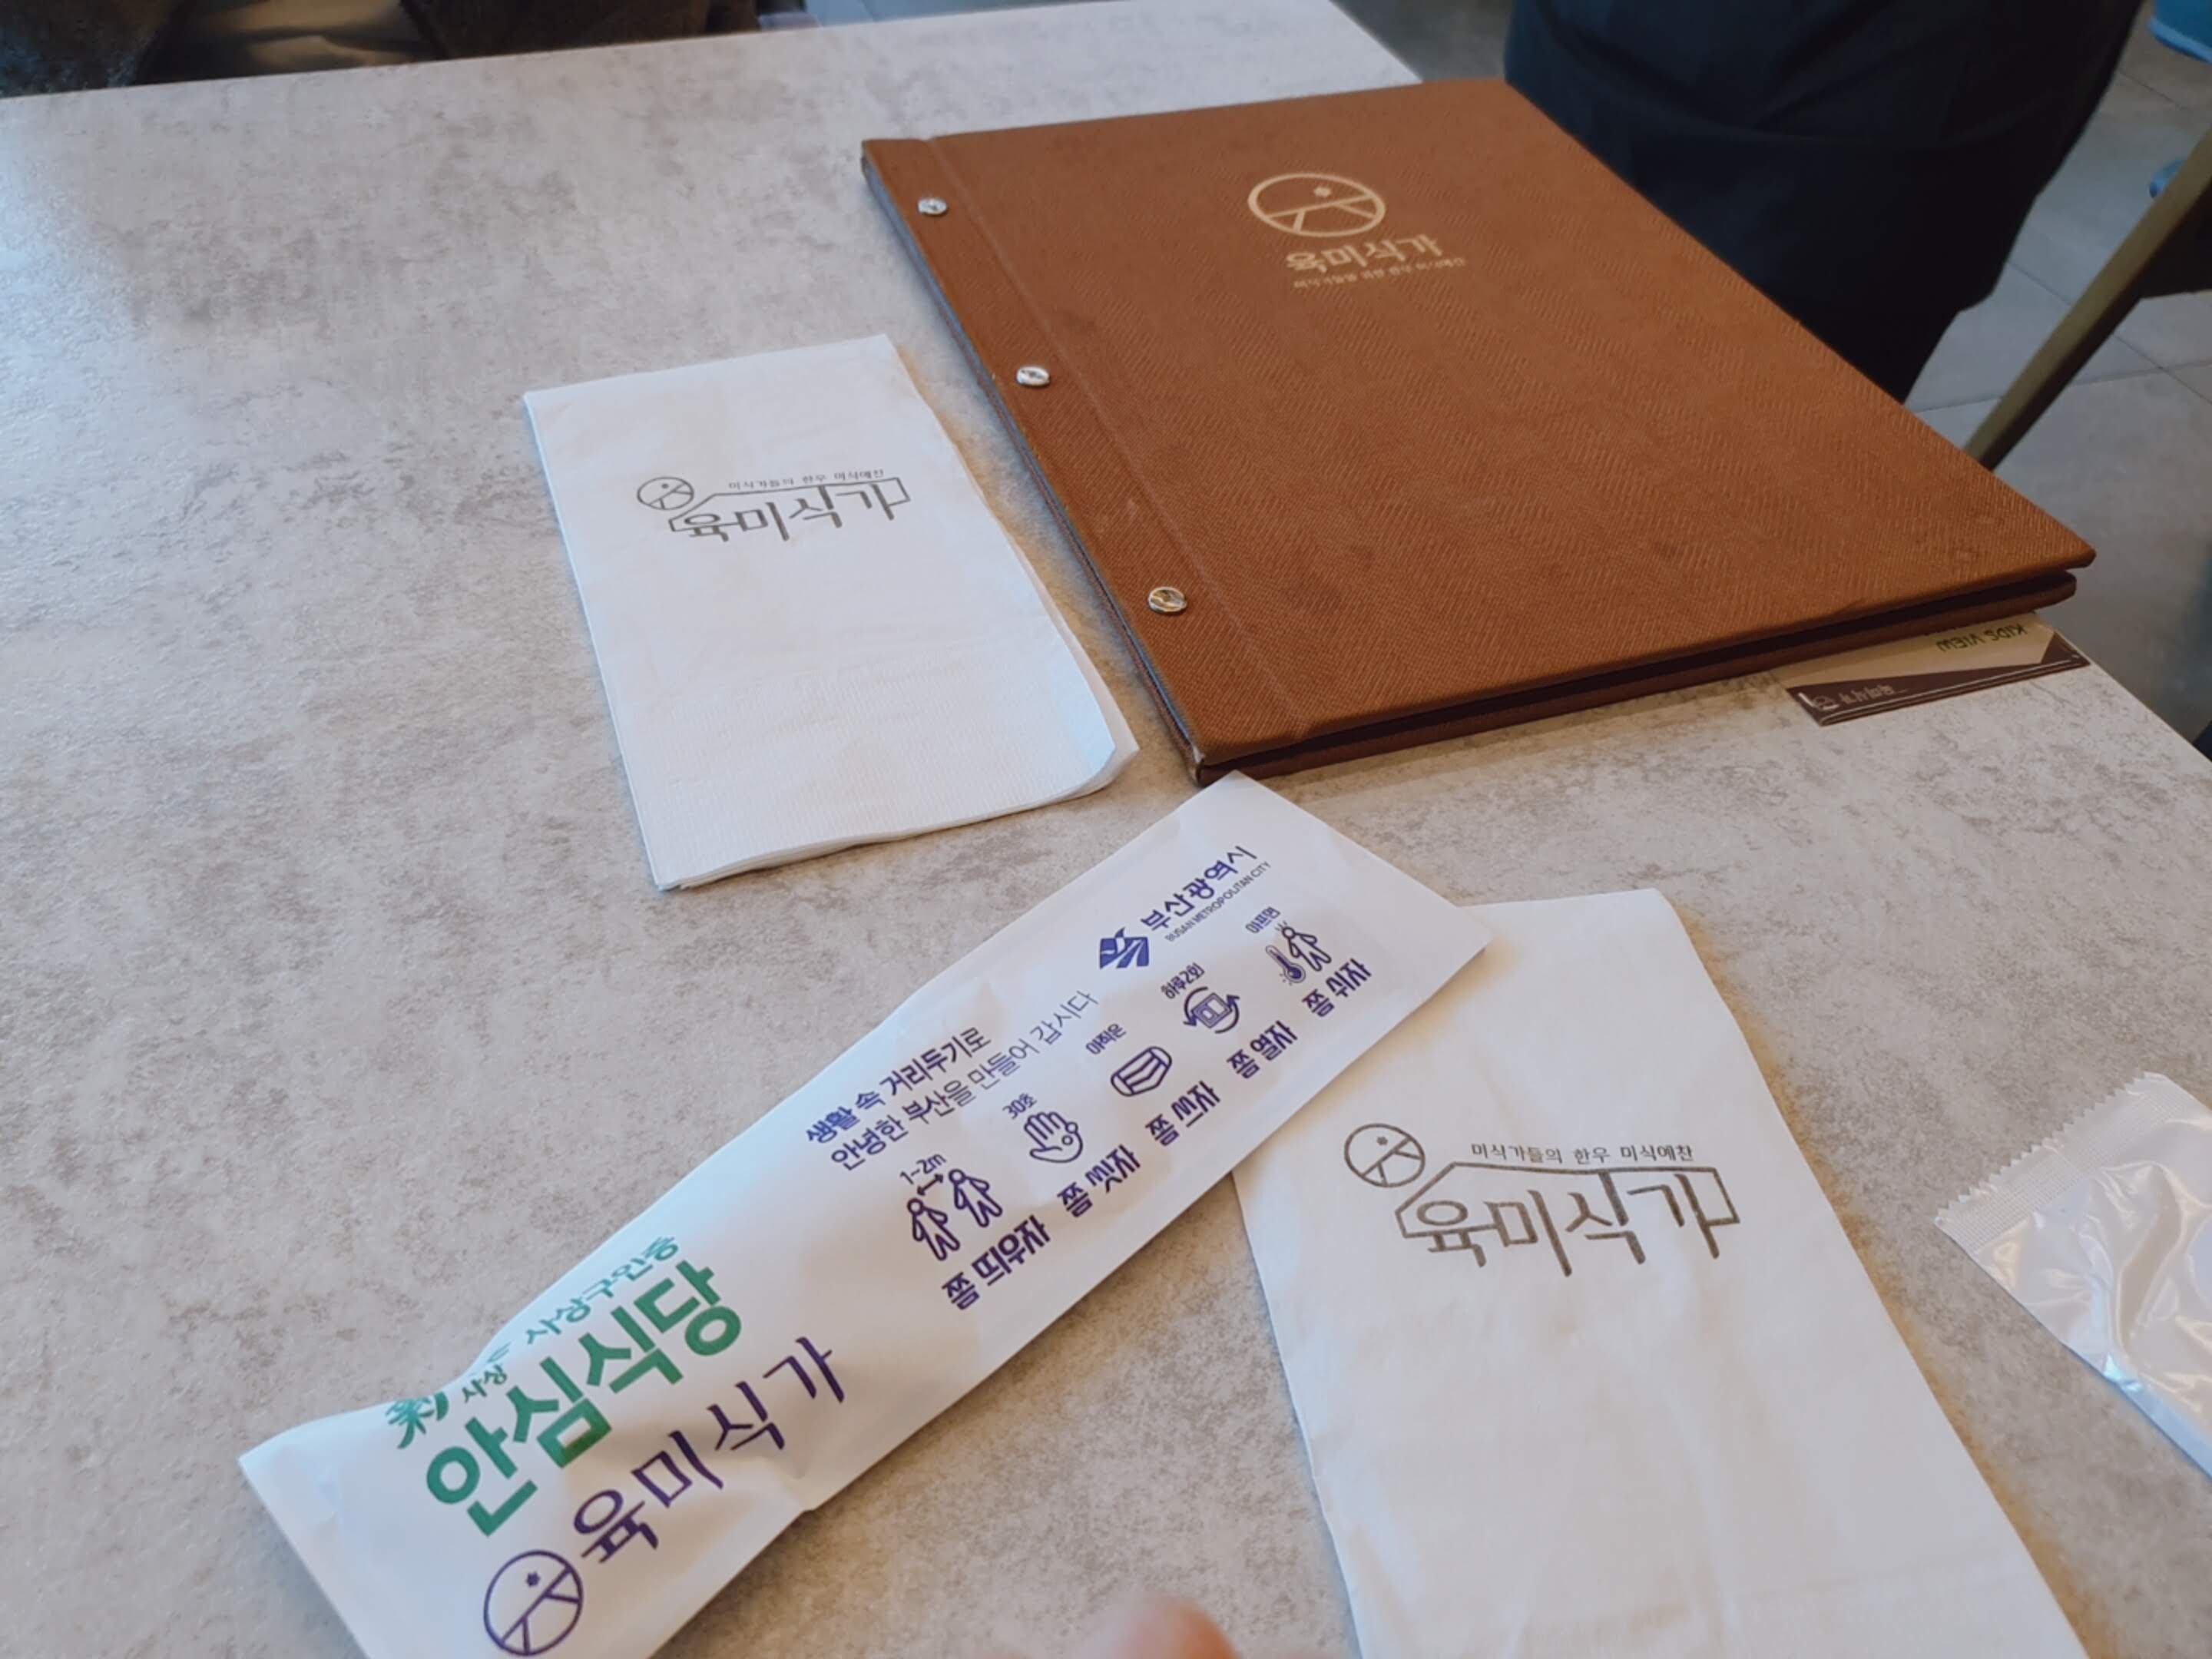 육미식가
미식가들의 한우 미식예찬
육미식가
KIDS VIEW
부산광역시
BUSAN METROPOLITAN CITY
생활 속 거리두기로
안녕한 부산을 만들어 갑시다
1~2m
쫌 띄우자
30초
쫌 씻자
아직은
쫌 쓰자
하루2회
쫌 열자
아프면
쫌 쉬자
사상구인증
안심식당
육미식가
미식가들의 한우 미식예찬
육미식가